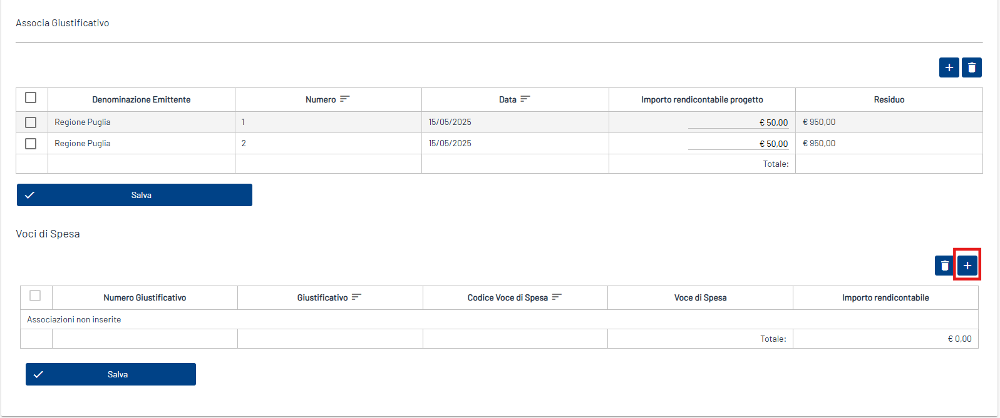 Associa Giustificativo
Denominazione Emittente Numero Data Importo rendicontabile progetto Residuo
Regione Puglia 1 15/05/2025 € 50,00 € 950,00
Regione Puglia 2 15/05/2025 € 50,00 € 950,00
Totale:
Salva
Voci di Spesa
Numero Giustificativo Giustificativo Codice Voce di Spesa Voce di Spesa Importo rendicontabile
Associazioni non inserite
Totale: € 0,00
Salva